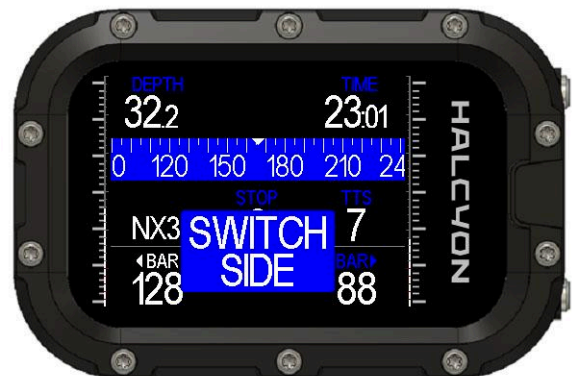 DEPTH TIME
32.2 23:01
0 120 150 180 210 24
STOP TTS
NX3 7
SWITCH
SIDE
◀BAR BAR▶
128 88
HALCYON